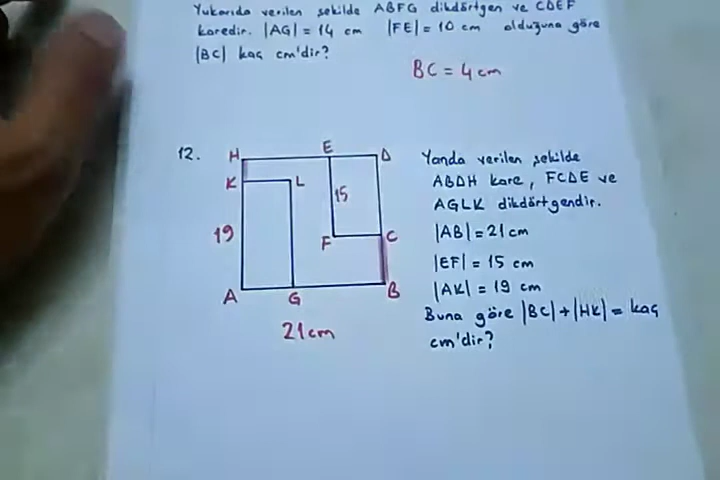 Yukarıda verilen şekilde ABFG dikdörtgen ve CDEF
karedir. |AG| = 14 cm |FE| = 10 cm olduğuna göre
|BC| kaç cm'dir?
BC = 4 cm
12.
H E D
K L
15
19
F C
A G B
21cm
Yanda verilen şekilde
ABDH kare, FCDE ve
AGLK dikdörtgendir.
|AB| = 21 cm
|EF| = 15 cm
|AK| = 19 cm
Buna göre |BC| + |HK| = kaç
cm'dir?